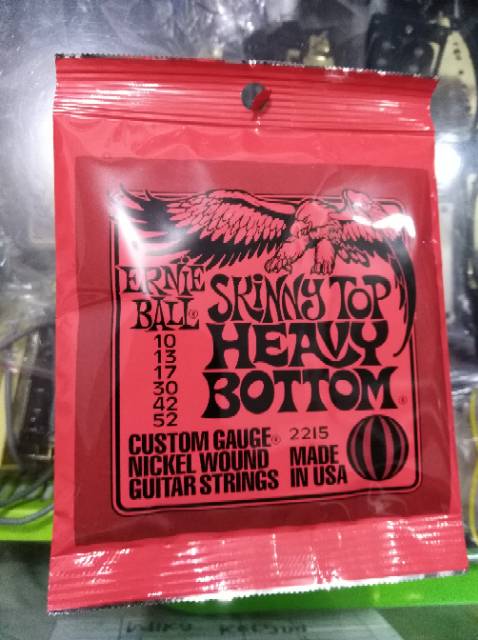 ERNIE
BALL®
SKINNY TOP
HEAVY
BOTTOM®
10
13
17
30
42
52
CUSTOM GAUGE® 2215
NICKEL WOUND MADE
GUITAR STRINGS IN USA